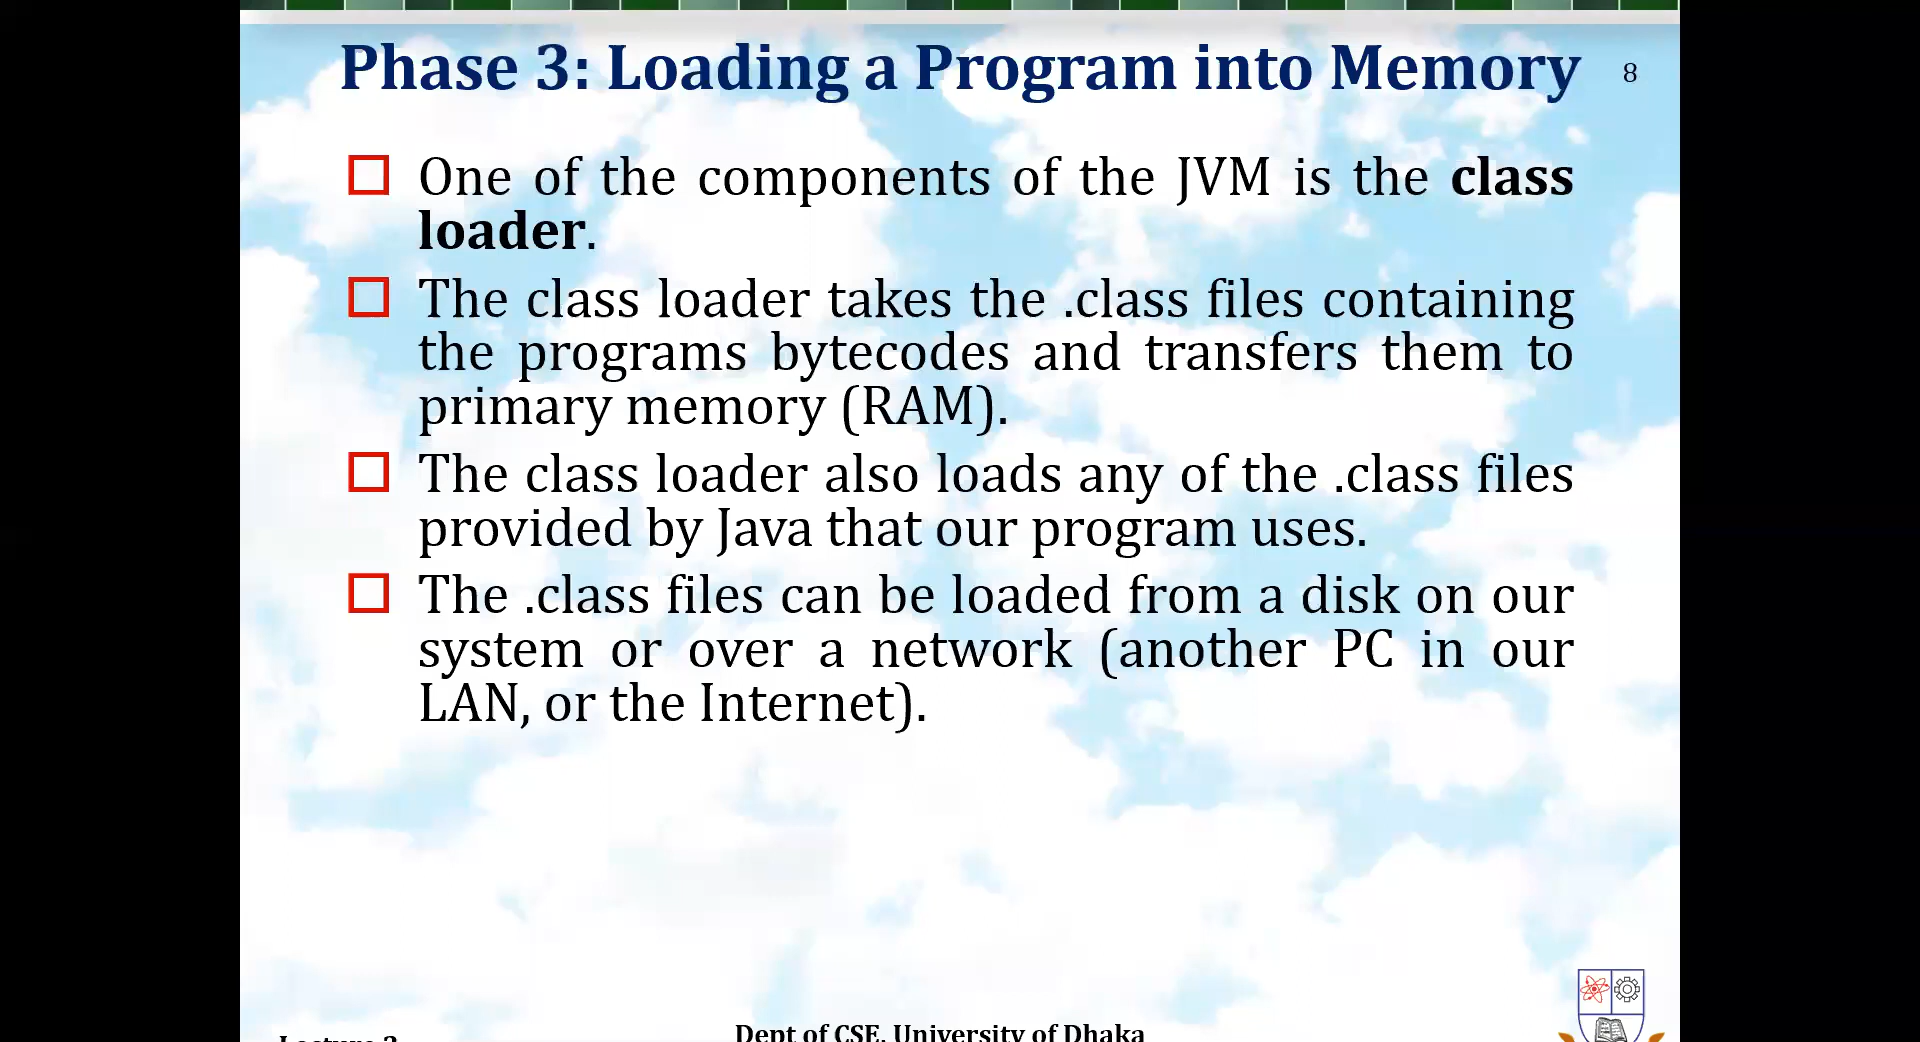 Phase 3: Loading a Program into Memory 8
One of the components of the JVM is the class
loader.
The class loader takes the .class files containing
the programs bytecodes and transfers them to
primary memory (RAM).
The class loader also loads any of the .class files
provided by Java that our program uses.
The .class files can be loaded from a disk on our
system or over a network (another PC in our
LAN, or the Internet).
Dept of CSE, University of Dhaka
Lecture